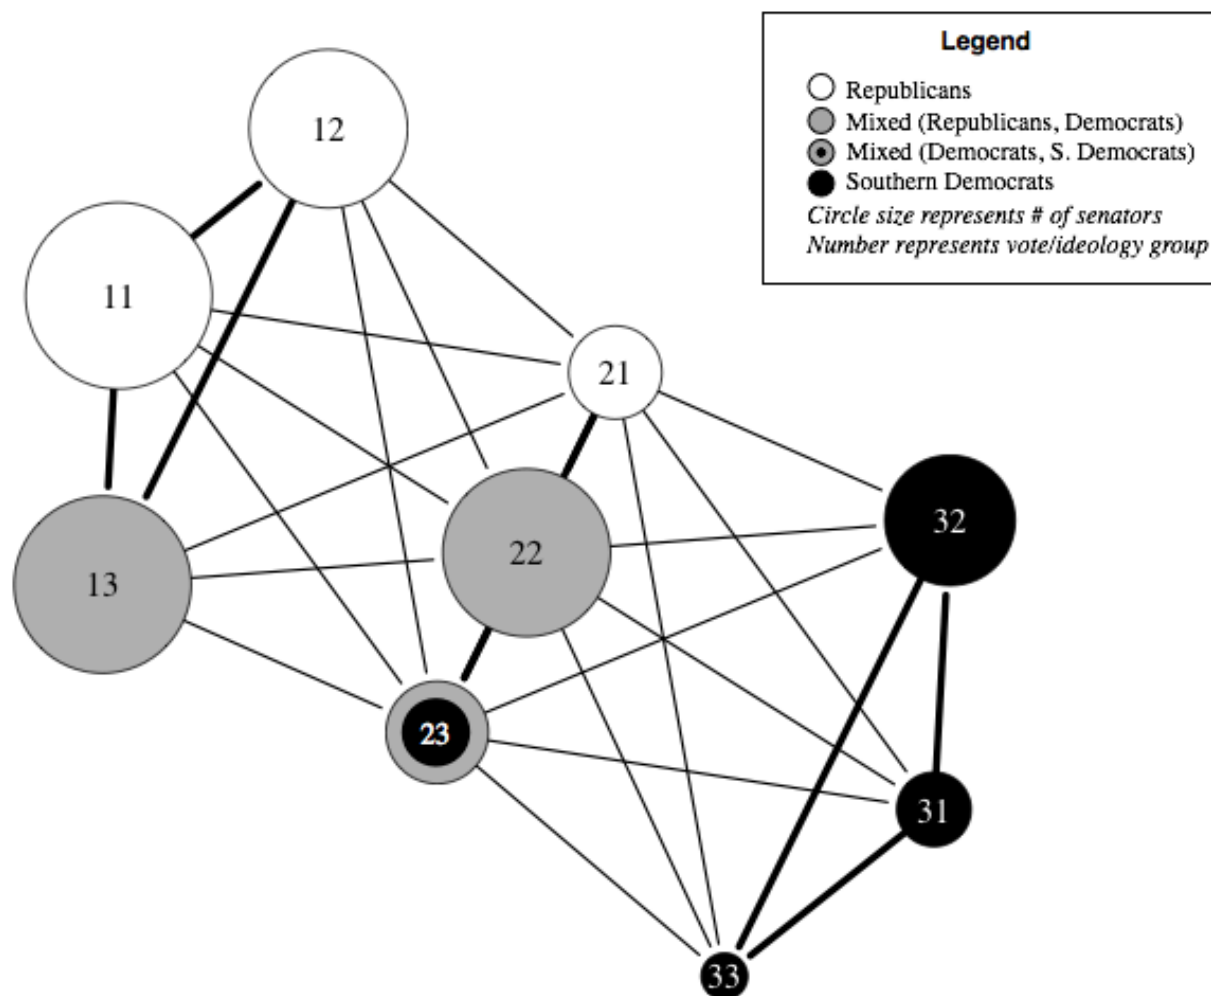 Legend
Republicans
Mixed (Republicans, Democrats)
Mixed (Democrats, S. Democrats)
Southern Democrats
Circle size represents # of senators
Number represents vote/ideology group
12
11
21
32
22
13
23
31
33